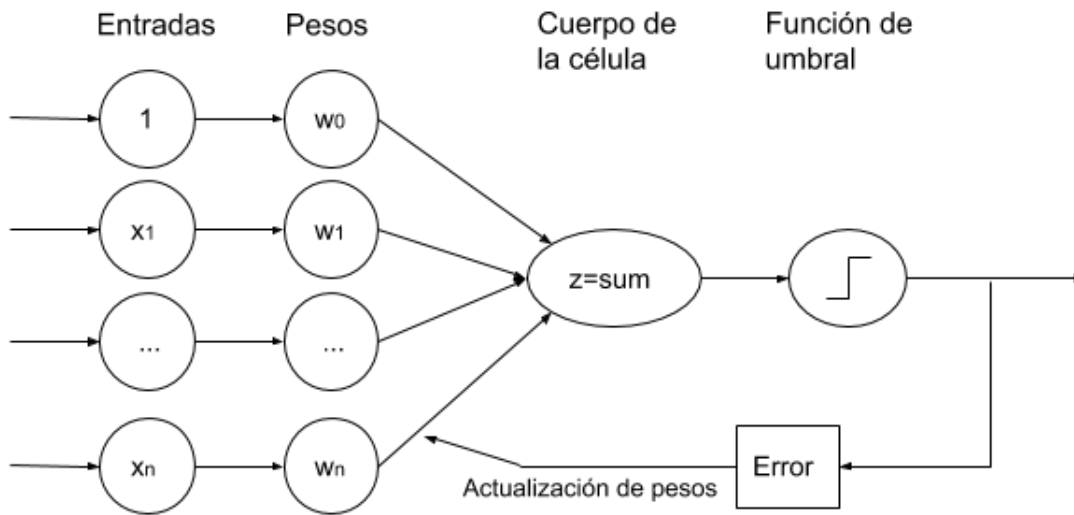 Entradas
Pesos
Cuerpo de
la célula
Función de
umbral
1
w0
x1
w1
...
...
xn
wn
z=sum
Error
Actualización de pesos